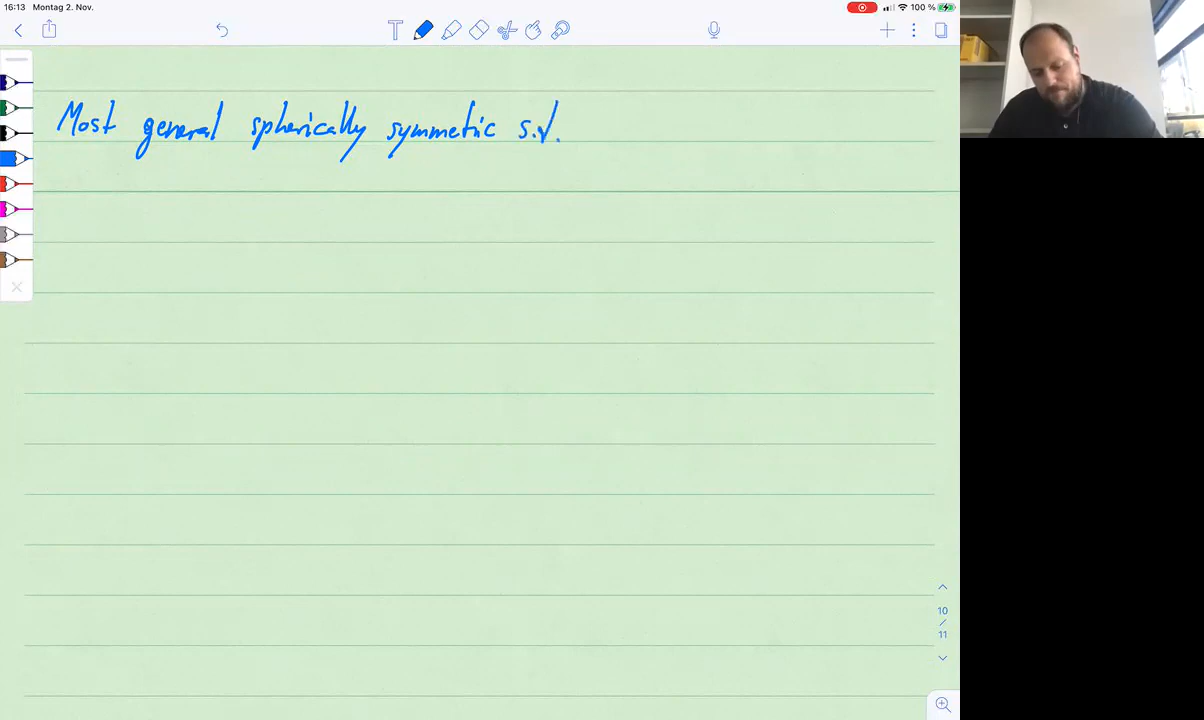 16:13 Montag 2. Nov.
100 %
Most general spherically symmetric s.t.
10
/
11